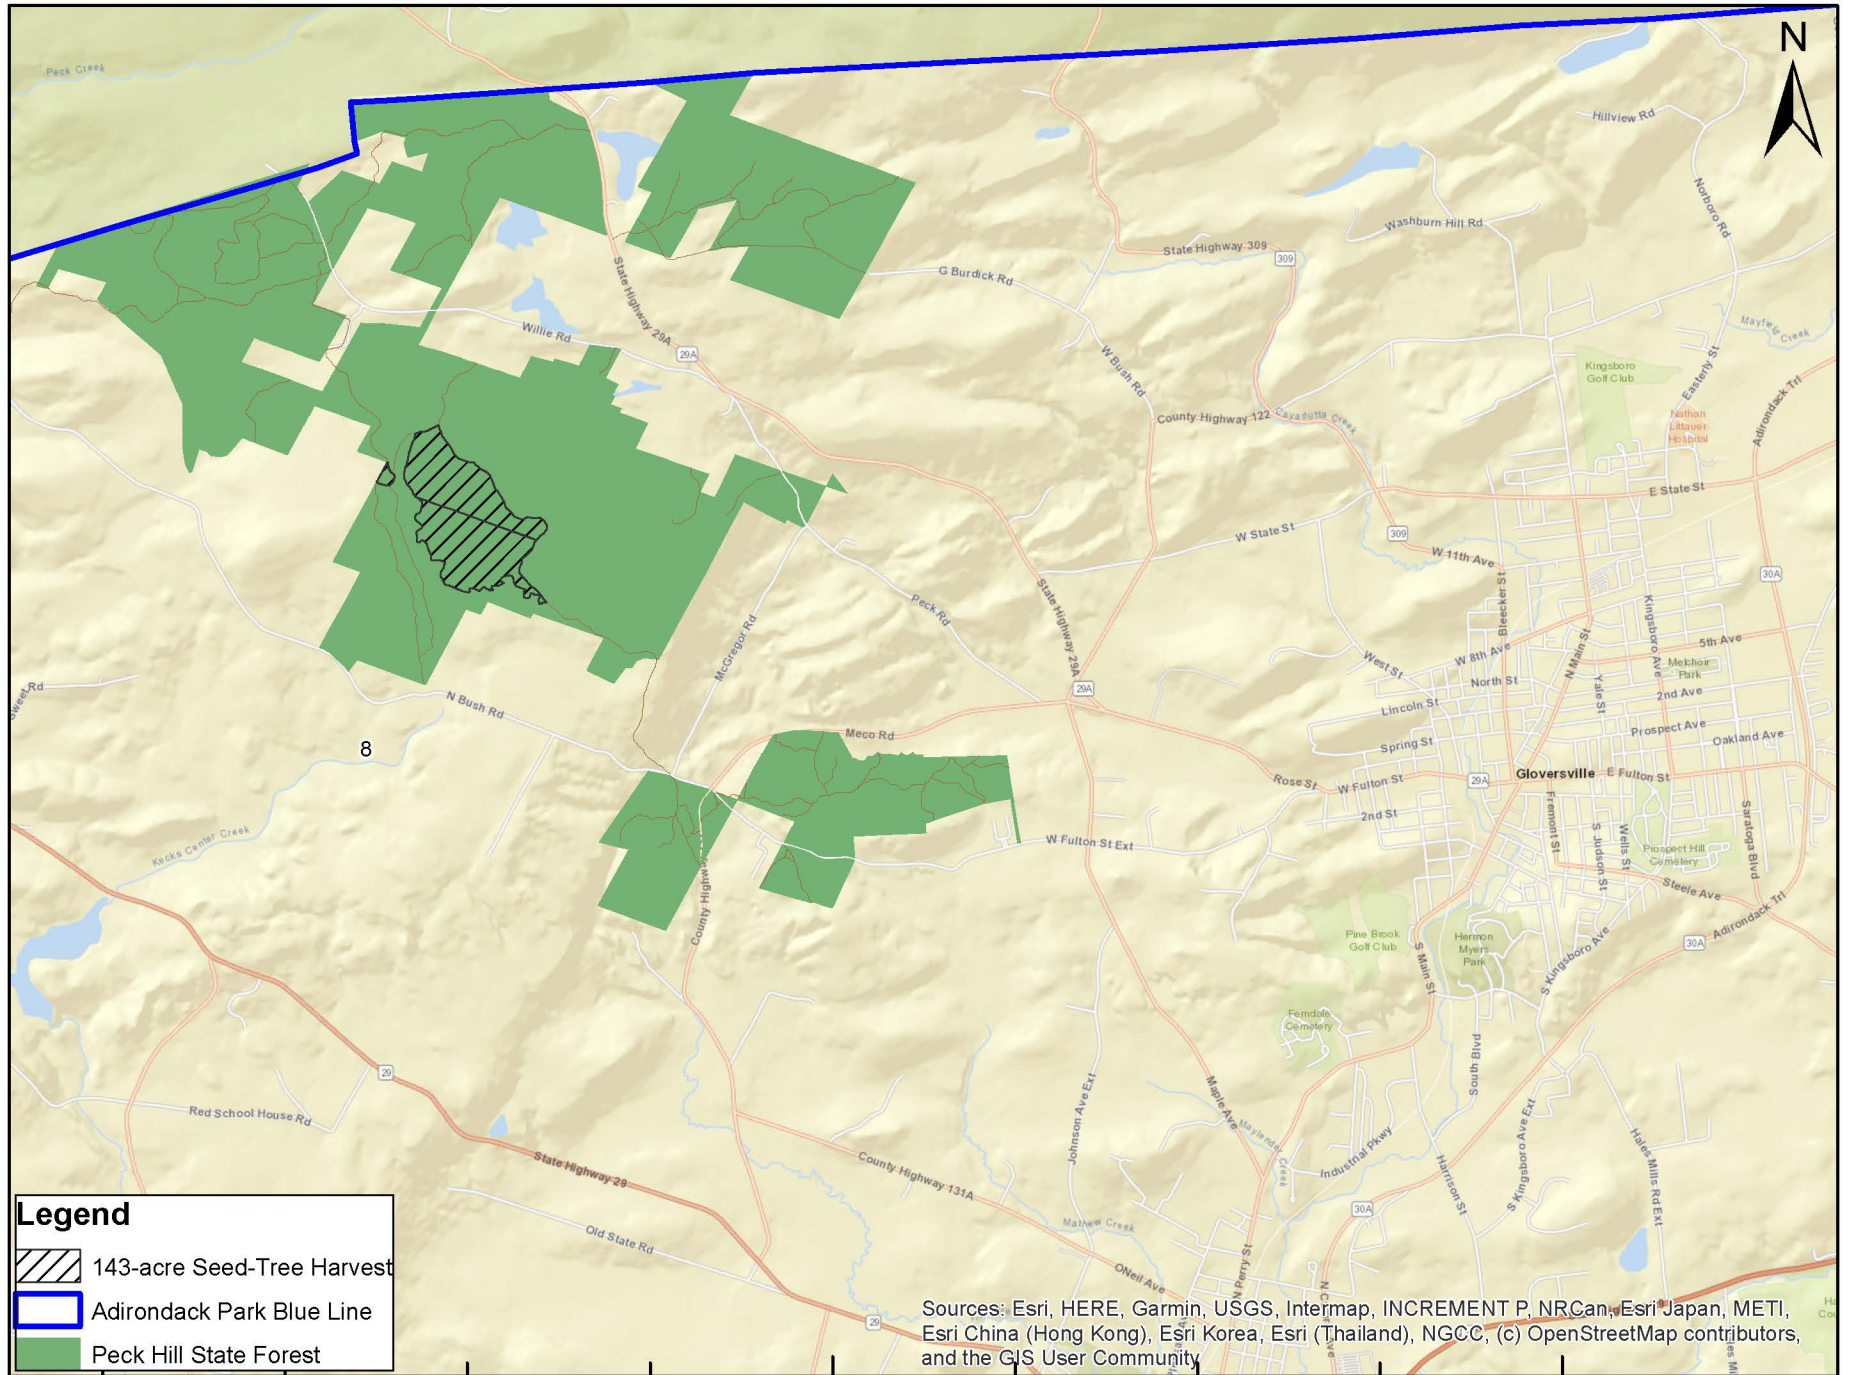 N
Peck Creek
Hillview Rd
Norboro Rd
Washburn Hill Rd
State Highway 309
309
G Burdick Rd
State Highway 29A
Willie Rd
29A
Mayfield
Creek
W Bush Rd
Kingsboro
Golf Club
Easterly St
Adirondack Trl
County Highway 122
Cayadutta Creek
Nathan
Littauer
Hospital
E State St
W State St
309
W 11th Ave
30A
State Highway 29A
Peck Rd
McGregor Rd
Bleecker St
Kingsboro Ave
N Main St
5th Ave
W 8th Ave
West St
Melchoir
Park
North St
Yale St
2nd Ave
Sweet Rd
N Bush Rd
29A
Lincoln St
Prospect Ave
Oakland Ave
Meco Rd
Spring St
8
Rose St
W Fulton St
29A
Gloversville
E Fulton St
2nd St
Fremont St
S Judson St
Wells St
Saratoga Blvd
Kecks Center Creek
W Fulton St Ext
Prospect Hill
Cemetery
Steele Ave
County Highway
Adirondack Trl
Pine Brook
Golf Club
Hermon
Myers
Park
30A
S Main St
S Kingsboro Ave
Ferndale
Cemetery
29
South Blvd
Red School House Rd
Johnson Ave Ext
Maple Ave
Maylender
Creek
Industrial Pkwy
Harrison St
S Kingsboro Ave Ext
Hales Mills Rd Ext
State Highway 29
County Highway 131A
30A
Mathew Creek
Old State Rd
ONeil Ave
N Perry St
29
Legend
143-acre Seed-Tree Harvest
Adirondack Park Blue Line
Peck Hill State Forest
Sources: Esri, HERE, Garmin, USGS, Intermap, INCREMENT P, NRCan, Esri Japan, METI,
Esri China (Hong Kong), Esri Korea, Esri (Thailand), NGCC, (c) OpenStreetMap contributors,
and the GIS User Community